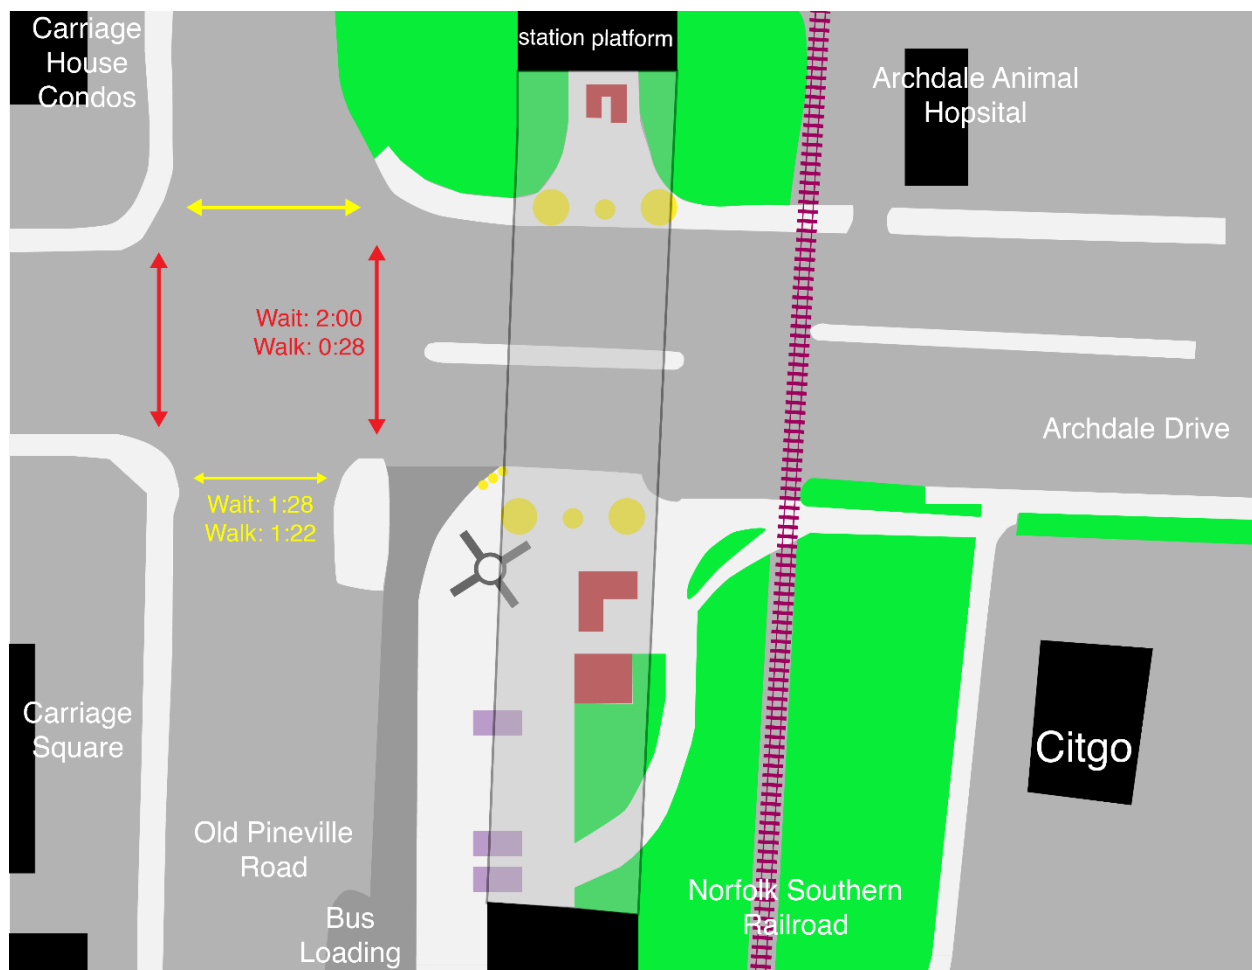 Carriage
House
Condos
station platform
Archdale Animal
Hopsital
Wait: 2:00
Walk: 0:28
Archdale Drive
Wait: 1:28
Walk: 1:22
Carriage
Square
Citgo
Old Pineville
Road
Norfolk Southern
Railroad
Bus
Loading